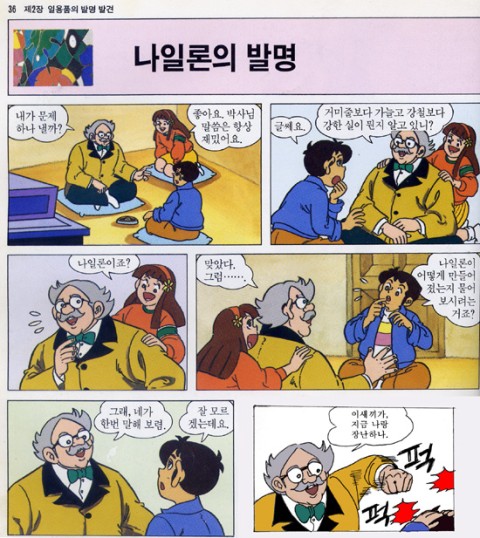 36 제2장 일용품의 발명 발견
나일론의 발명
내가 문제
하나 낼까?
좋아요. 박사님
말씀은 항상
재밌어요.
글쎄요.
거미줄보다 가늘고 강철보다
강한 실이 뭔지 알고 있니?
나일론이죠?
맞았다.
그럼……
나일론이
어떻게 만들어
졌는지 물어
보시려는
거죠?
그래, 네가
한번 말해 보렴.
잘 모르
겠는데요.
이새끼가,
지금 나랑
장난하나.
퍽
퍽